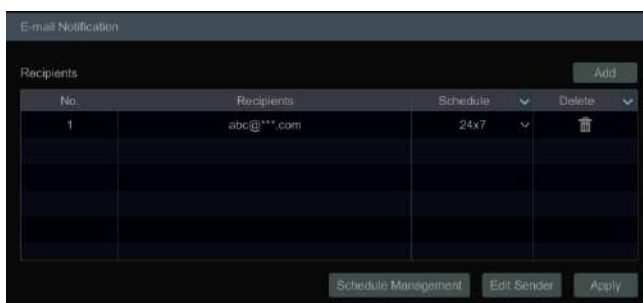 E-mail Notification
Recipients Add
No. Recipients Schedule Delete
1 abc@***.com 24x7
Schedule Management Edit Sender Apply